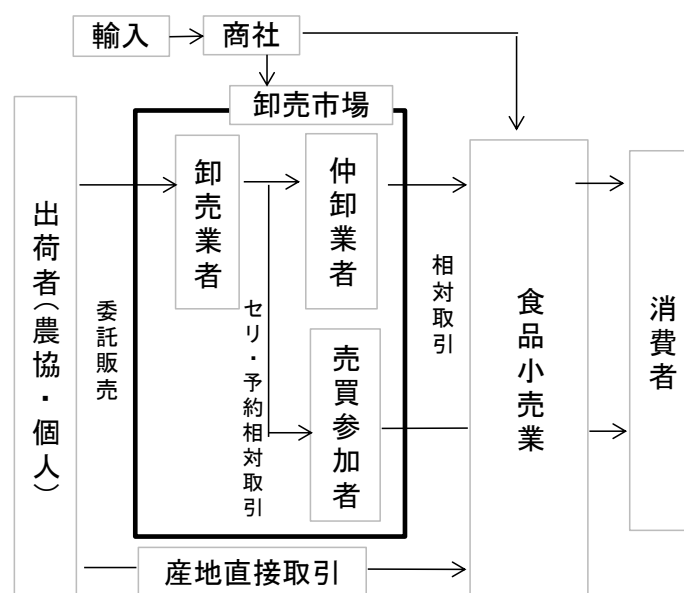 輸入
商社
卸売市場
出荷者(農協・個人)
委託販売
卸売業者
セリ・予約相対取引
仲卸業者
売買参加者
相対取引
食品小売業
消費者
産地直接取引